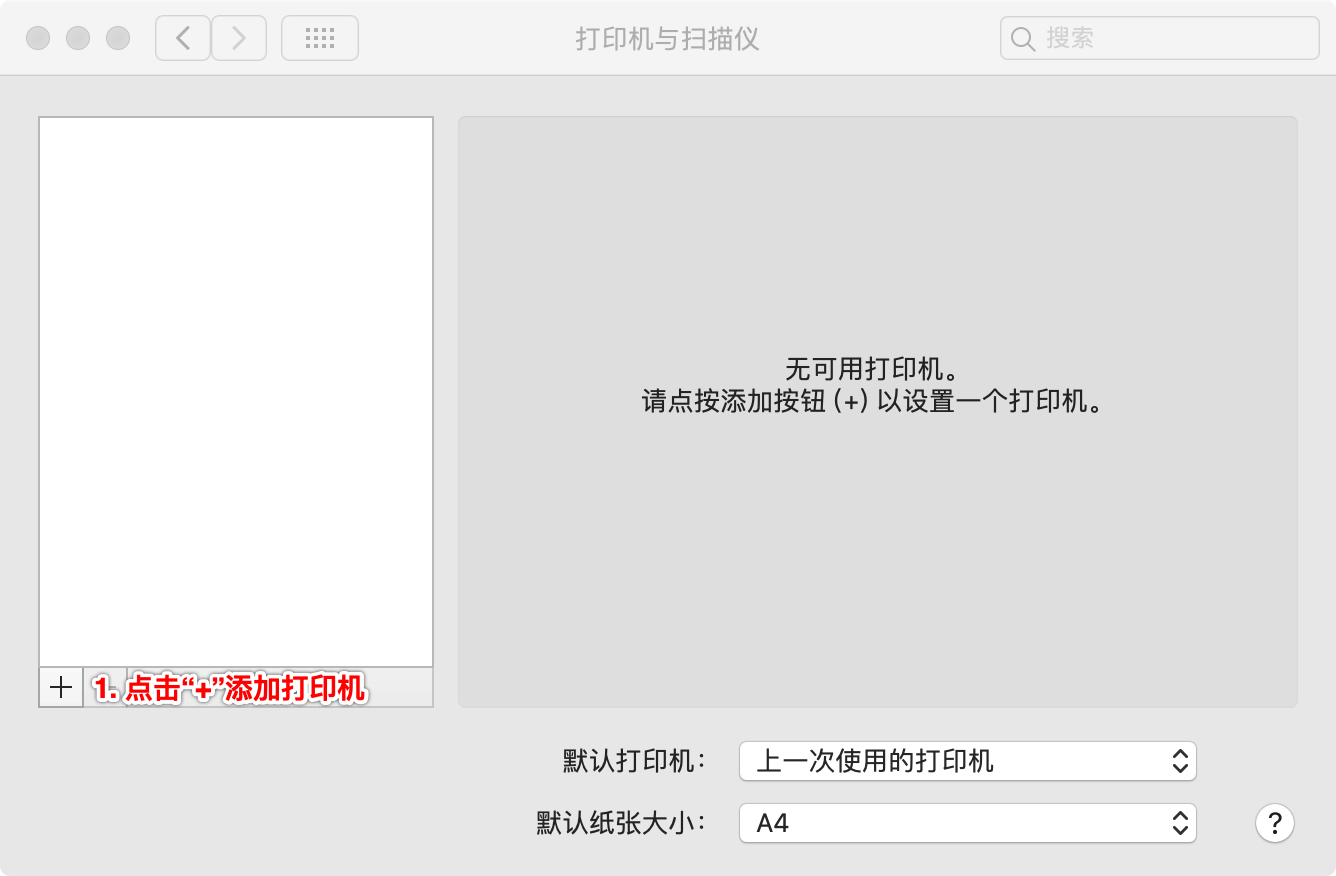 打印机与扫描仪
搜索
无可用打印机。
请点按添加按钮 (+) 以设置一个打印机。
1. 点击“+”添加打印机
默认打印机：
上一次使用的打印机
默认纸张大小：
A4
?